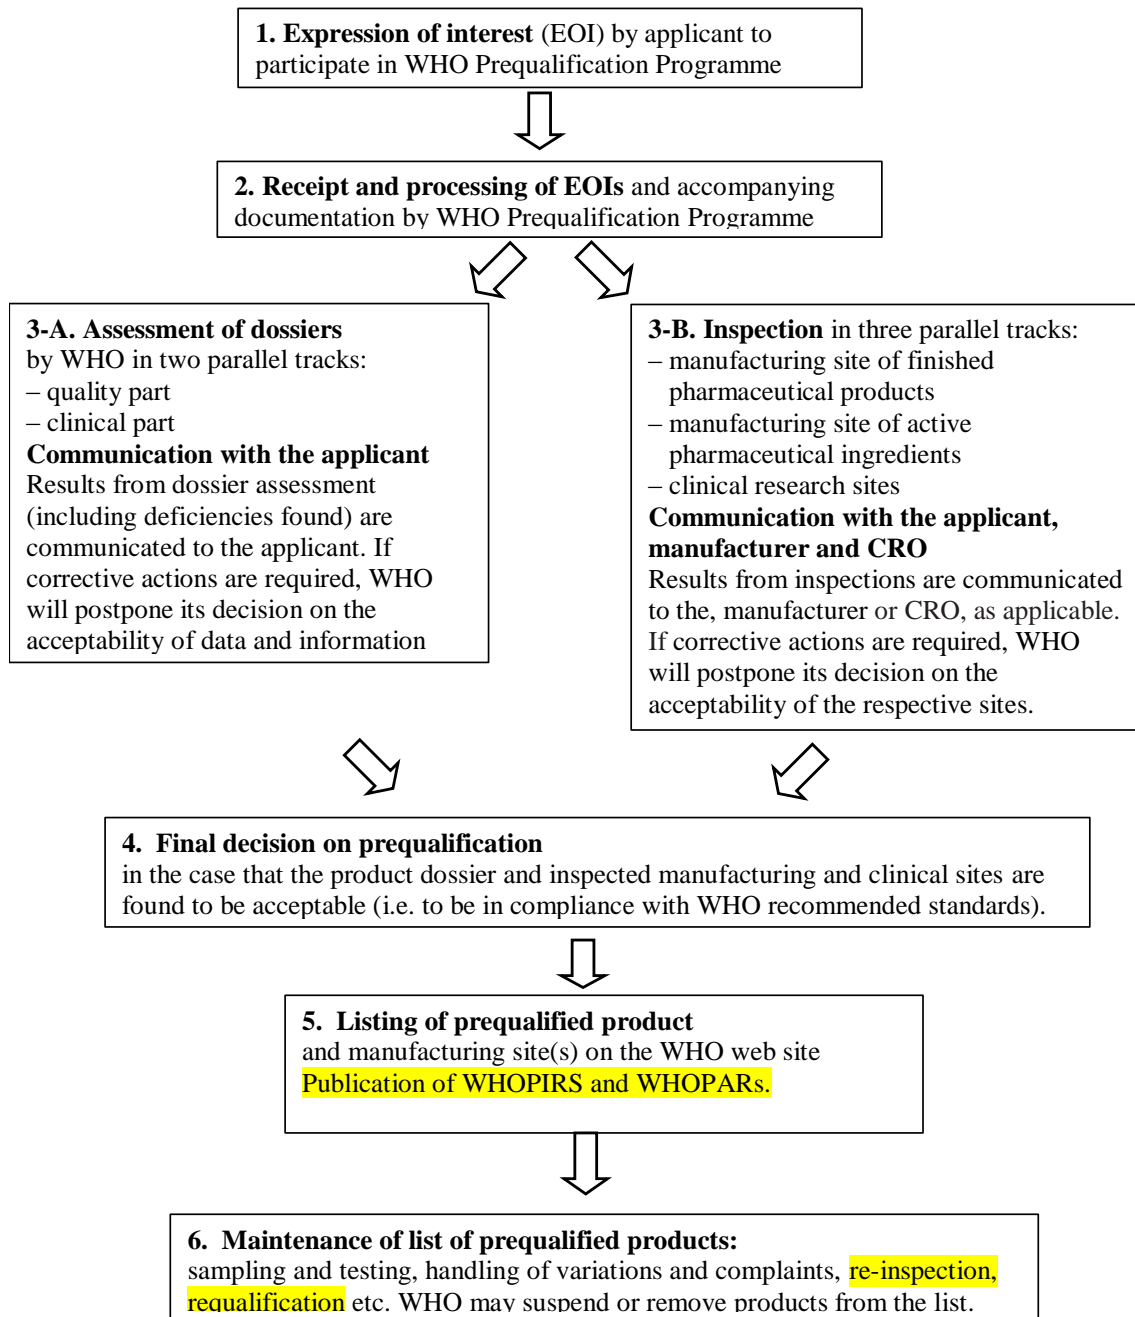 1. Expression of interest (EOI) by applicant to
participate in WHO Prequalification Programme
2. Receipt and processing of EOIs and accompanying
documentation by WHO Prequalification Programme
3-A. Assessment of dossiers
by WHO in two parallel tracks:
– quality part
– clinical part
Communication with the applicant
Results from dossier assessment
(including deficiencies found) are
communicated to the applicant. If
corrective actions are required, WHO
will postpone its decision on the
acceptability of data and information
3-B. Inspection in three parallel tracks:
– manufacturing site of finished
pharmaceutical products
– manufacturing site of active
pharmaceutical ingredients
– clinical research sites
Communication with the applicant,
manufacturer and CRO
Results from inspections are communicated
to the, manufacturer or CRO, as applicable.
If corrective actions are required, WHO
will postpone its decision on the
acceptability of the respective sites.
4. Final decision on prequalification
in the case that the product dossier and inspected manufacturing and clinical sites are
found to be acceptable (i.e. to be in compliance with WHO recommended standards).
5. Listing of prequalified product
and manufacturing site(s) on the WHO web site
Publication of WHOPIRS and WHOPARs.
6. Maintenance of list of prequalified products:
sampling and testing, handling of variations and complaints, re-inspection,
requalification etc. WHO may suspend or remove products from the list.